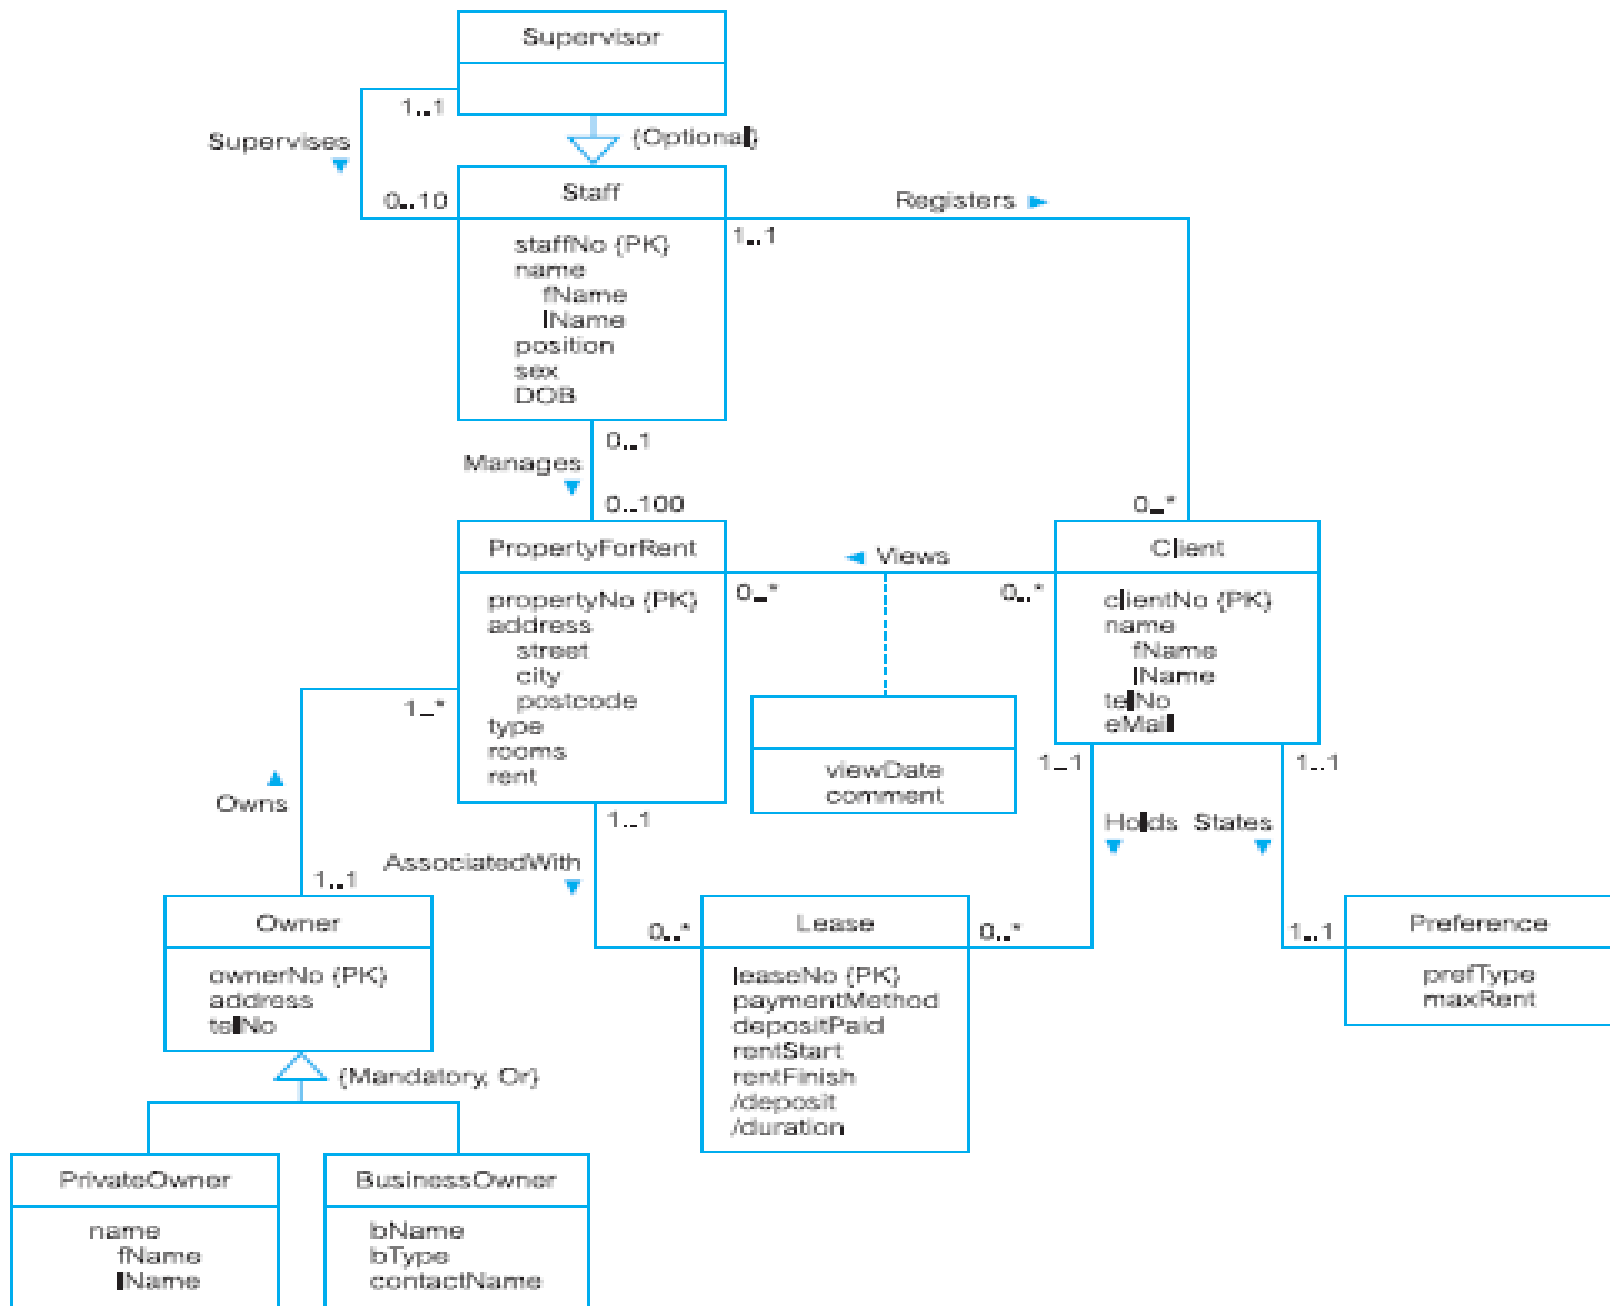 Supervisor
1..1
Supervises
{Optional}
0..10
Staff
Registers
1..1
staffNo {PK}
name
fName
lName
position
sex
DOB
0..1
Manages
0..100
0..*
PropertyForRent
Views
Client
0..*
0..*
propertyNo {PK}
address
street
city
postcode
type
rooms
rent
clientNo {PK}
name
fName
lName
telNo
eMail
1..*
viewDate
comment
1..1
1..1
Owns
1..1
Holds
States
AssociatedWith
1..1
Owner
0..*
Lease
0..*
1..1
Preference
ownerNo {PK}
address
telNo
leaseNo {PK}
paymentMethod
depositPaid
rentStart
rentFinish
/deposit
/duration
prefType
maxRent
{Mandatory, Or}
PrivateOwner
BusinessOwner
name
fName
lName
bName
bType
contactName